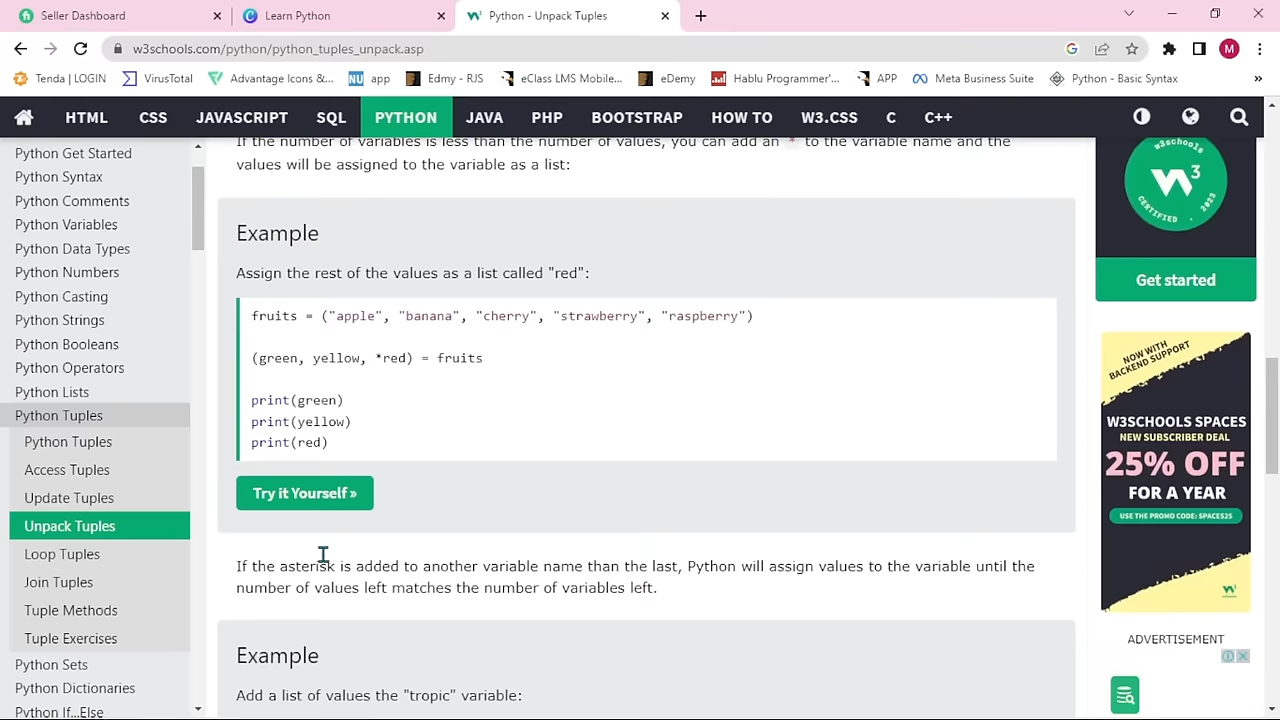 Seller Dashboard
Learn Python
Python - Unpack Tuples
w3schools.com/python/python_tuples_unpack.asp
M
Tenda | LOGIN
VirusTotal
Advantage Icons &...
NU app
Edmy - RJS
eClass LMS Mobile...
eDemy
Hablu Programmer'...
APP
Meta Business Suite
Python - Basic Syntax
»
HTML
CSS
JAVASCRIPT
SQL
PYTHON
JAVA
PHP
BOOTSTRAP
HOW TO
W3.CSS
C
C++
Python Get Started
Python Syntax
Python Comments
Python Variables
Python Data Types
Python Numbers
Python Casting
Python Strings
Python Booleans
Python Operators
Python Lists
Python Tuples
Python Tuples
Access Tuples
Update Tuples
Unpack Tuples
Loop Tuples
Join Tuples
Tuple Methods
Tuple Exercises
Python Sets
Python Dictionaries
Python If...Else
If the number of variables is less than the number of values, you can add an * to the variable name and the
values will be assigned to the variable as a list:
Example
Assign the rest of the values as a list called "red":
fruits = ("apple", "banana", "cherry", "strawberry", "raspberry")
(green, yellow, *red) = fruits
print(green)
print(yellow)
print(red)
Try it Yourself »
If the asterisk is added to another variable name than the last, Python will assign values to the variable until the
number of values left matches the number of variables left.
Example
Add a list of values the "tropic" variable:
w3schools
W3
CERTIFIED . 2023
Get started
NOW WITH
BACKEND SUPPORT
W3SCHOOLS SPACES
NEW SUBSCRIBER DEAL
25% OFF
FOR A YEAR
USE THE PROMO CODE: SPACES25
ADVERTISEMENT